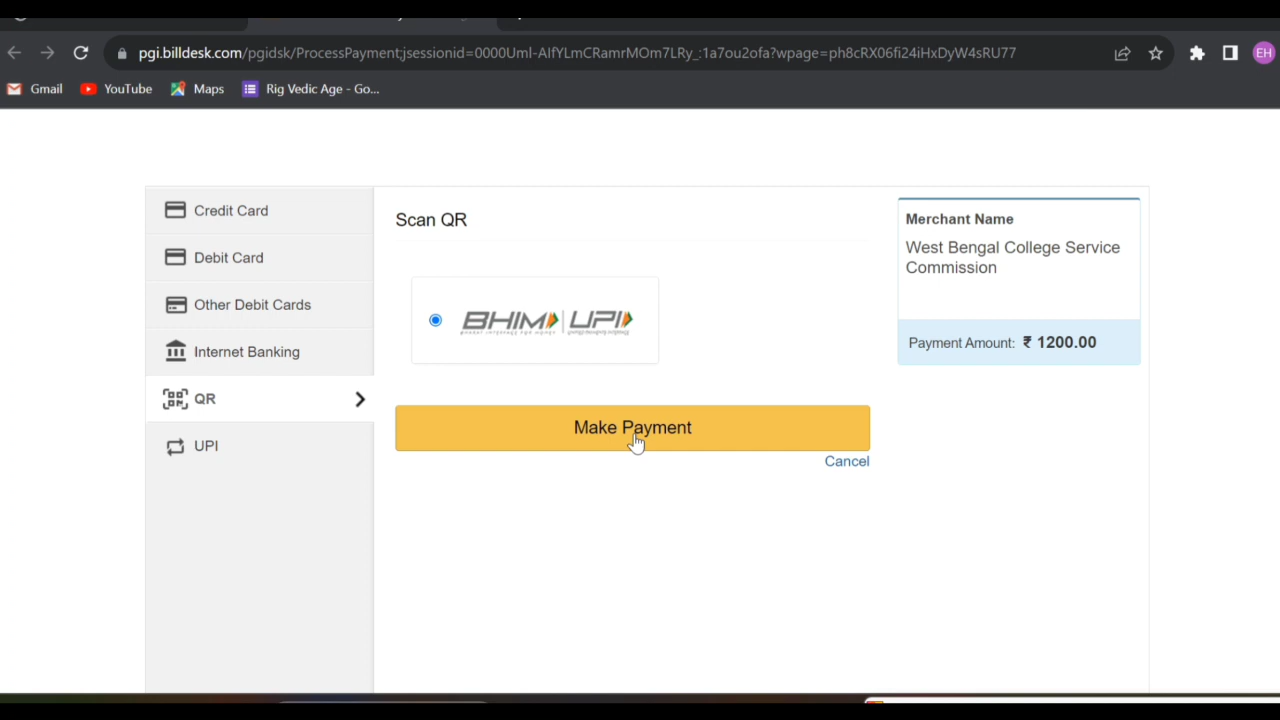 pgi.billdesk.com/pgidsk/ProcessPayment;jsessionid=0000Uml-AIfYLmCRamrMOm7LRy_:1a7ou2ofa?wpage=ph8cRX06fi24iHxDyW4sRU77
EH
Gmail YouTube Maps Rig Vedic Age - Go...
Credit Card
Debit Card
Other Debit Cards
Internet Banking
QR
UPI
Scan QR
BHIM UPI
Make Payment
Cancel
Merchant Name
West Bengal College Service
Commission
Payment Amount: ₹ 1200.00